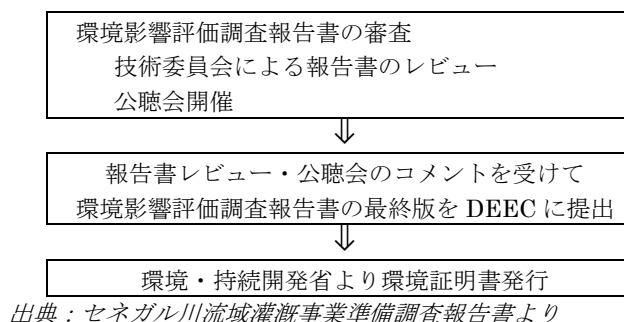 環境影響評価調査報告書の審査
技術委員会による報告書のレビュー
公聴会開催
⇓
報告書レビュー・公聴会のコメントを受けて
環境影響評価調査報告書の最終版を DEEC に提出
⇓
環境・持続開発省より環境証明書発行
出典:セネガル川流域灌漑事業準備調査報告書より